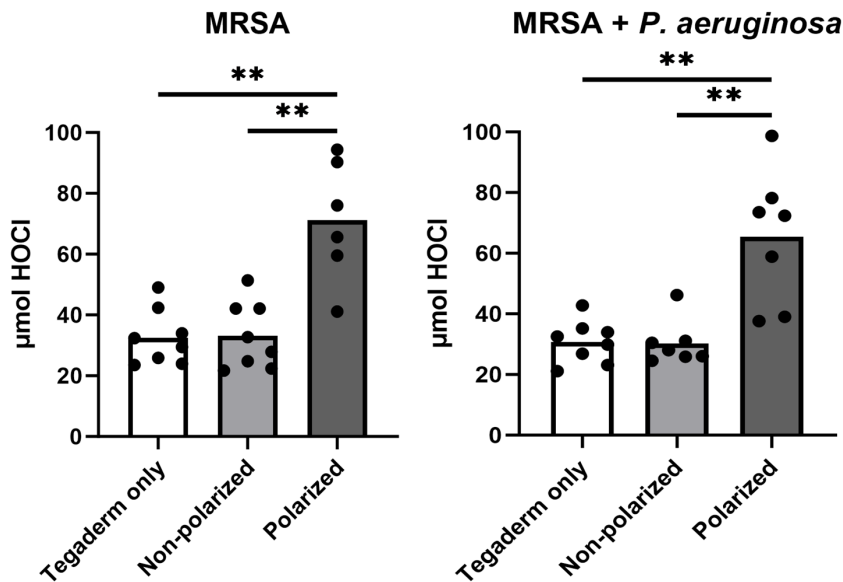 MRSA
**
**
100
80
60
40
20
0
µmol HOCl
Tegaderm only
Non-polarized
Polarized
MRSA + P. aeruginosa
**
**
100
80
60
40
20
0
µmol HOCl
Tegaderm only
Non-polarized
Polarized